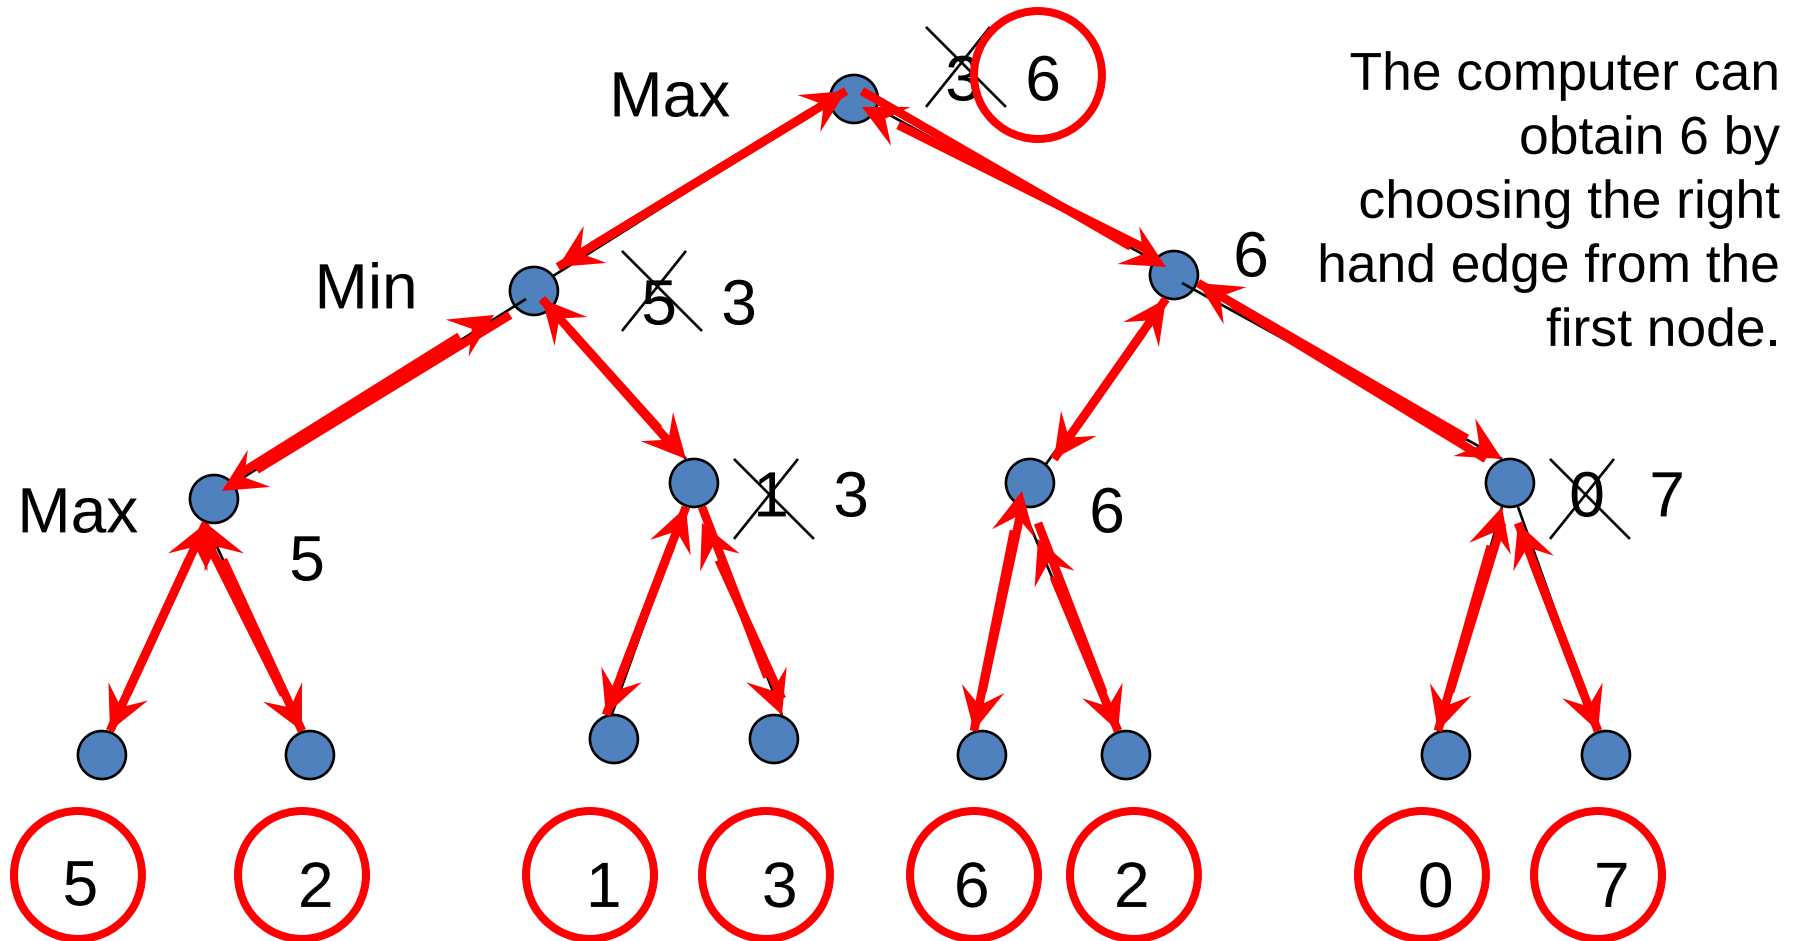 3 6
Max
The computer can
obtain 6 by
choosing the right
hand edge from the
first node.
Min
5 3
6
Max
5
1 3
6
0 7
5 2 1 3 6 2 0 7